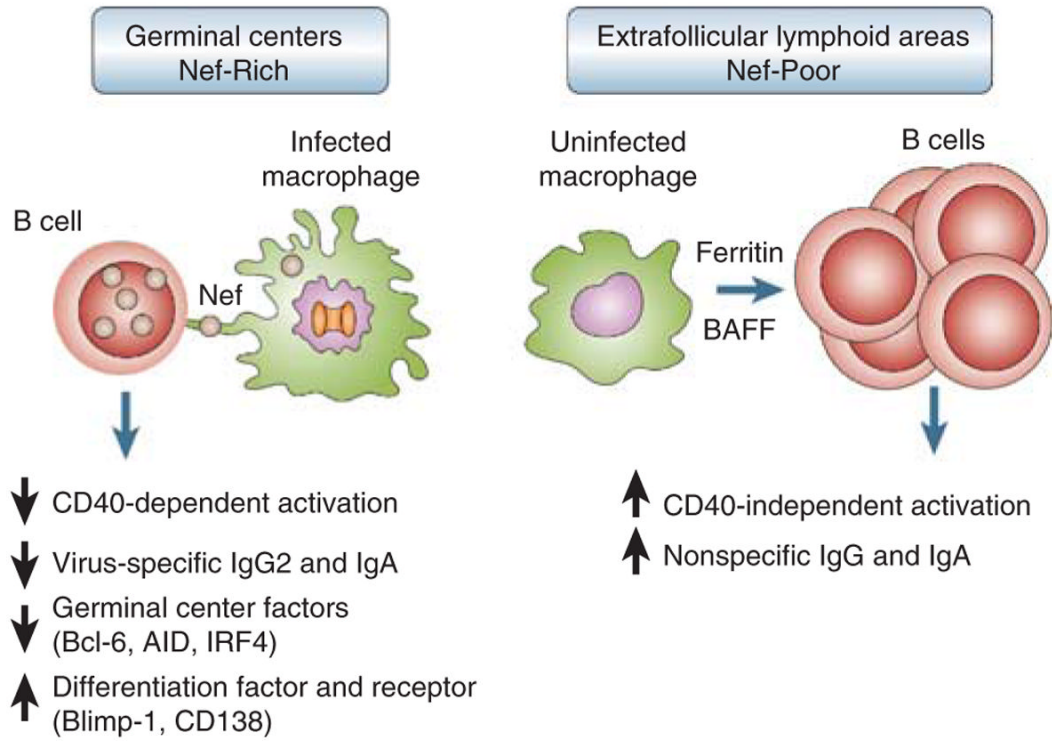 Germinal centers
Nef-Rich
Extrafollicular lymphoid areas
Nef-Poor
Infected
macrophage
B cell
Nef
Uninfected
macrophage
B cells
Ferritin
BAFF
CD40-dependent activation
Virus-specific IgG2 and IgA
Germinal center factors
(Bcl-6, AID, IRF4)
Differentiation factor and receptor
(Blimp-1, CD138)
CD40-independent activation
Nonspecific IgG and IgA